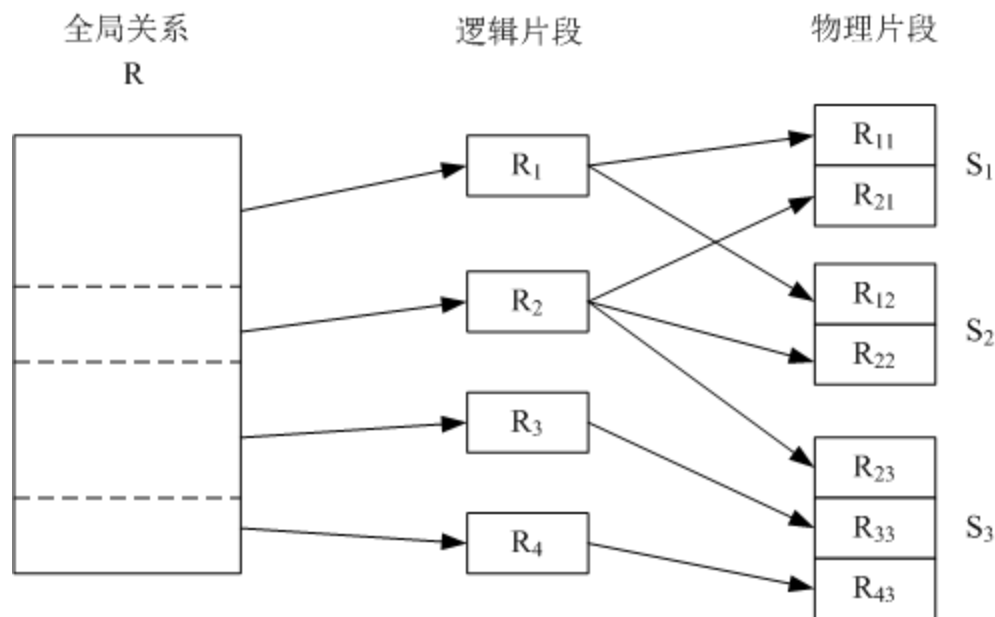 全局关系
R
逻辑片段
R₁
R₂
R₃
R₄
物理片段
R₁₁
R₂₁
S₁
R₁₂
R₂₂
S₂
R₂₃
R₃₃
R₄₃
S₃